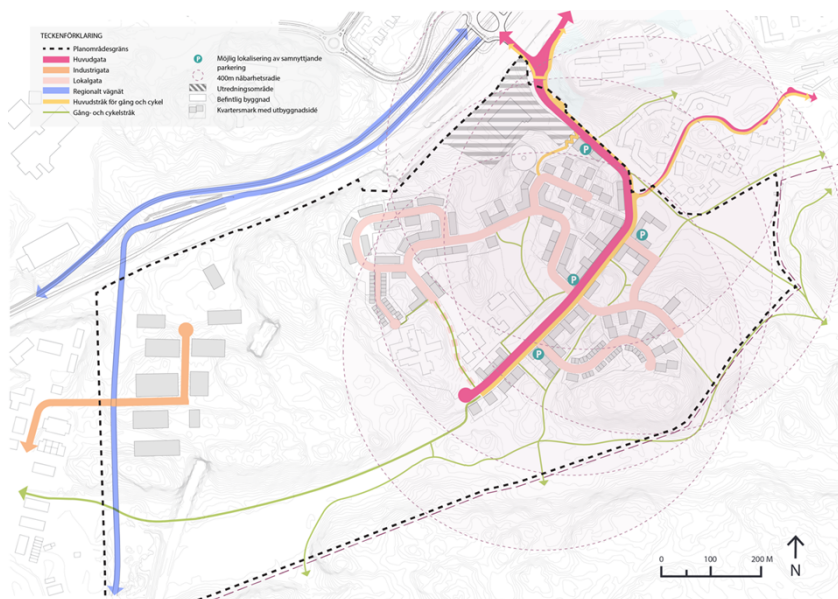 TECKENFÖRKLARING
Planområdesgräns
Huvudgata
Industrigata
Lokalgata
Regionalt vägnät
Huvudstråk för gång och cykel
Gång- och cykelstråk
P
Möjlig lokalisering av samnyttjande
parkering
400m nåbarhetsradie
Utredningsområde
Befintlig byggnad
Kvartersmark med utbyggnadsidé
P
P
P
P
0 100 200 M
N